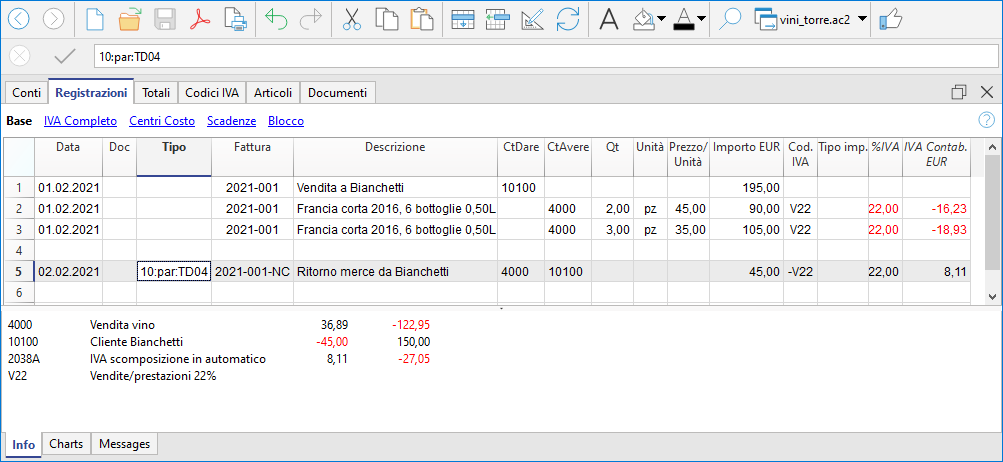 vini_torre.ac2
10:par:TD04
Conti Registrazioni Totali Codici IVA Articoli Documenti
Base IVA Completo Centri Costo Scadenze Blocco
Data Doc Tipo Fattura Descrizione CtDare CtAvere Qt Unità Prezzo/ Importo EUR Cod. Tipo imp. %IVA IVA Contab.
Unità IVA EUR
1 01.02.2021 2021-001 Vendita a Bianchetti 10100 195,00
2 01.02.2021 2021-001 Francia corta 2016, 6 bottoglie 0,50L 4000 2,00 pz 45,00 90,00 V22 22,00 -16,23
3 01.02.2021 2021-001 Francia corta 2016, 6 bottoglie 0,50L 4000 3,00 pz 35,00 105,00 V22 22,00 -18,93
4
5 02.02.2021 10:par:TD04 2021-001-NC Ritorno merce da Bianchetti 4000 10100 45,00 -V22 22,00 8,11
6
4000 Vendita vino 36,89 -122,95
10100 Cliente Bianchetti -45,00 150,00
2038A IVA scomposizione in automatico 8,11 -27,05
V22 Vendite/prestazioni 22%
Info Charts Messages